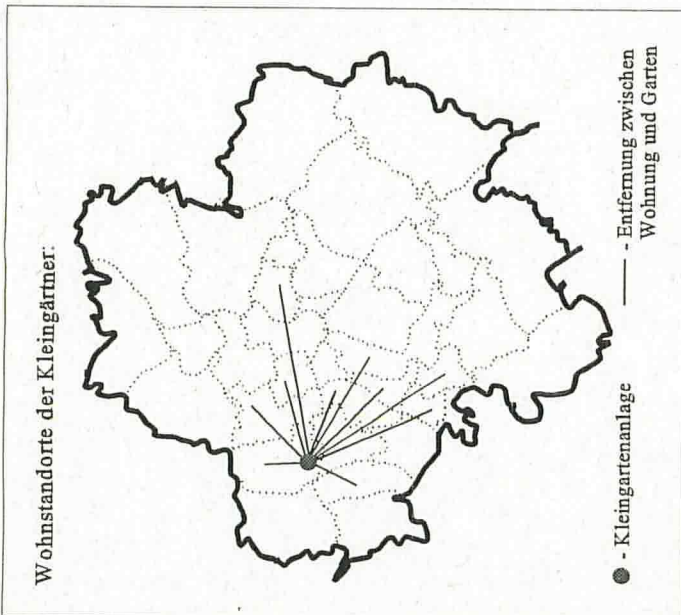 Wohnstandorte der Kleingärtner:
● - Kleingartenanlage
— - Entfernung zwischen
Wohnung und Garten